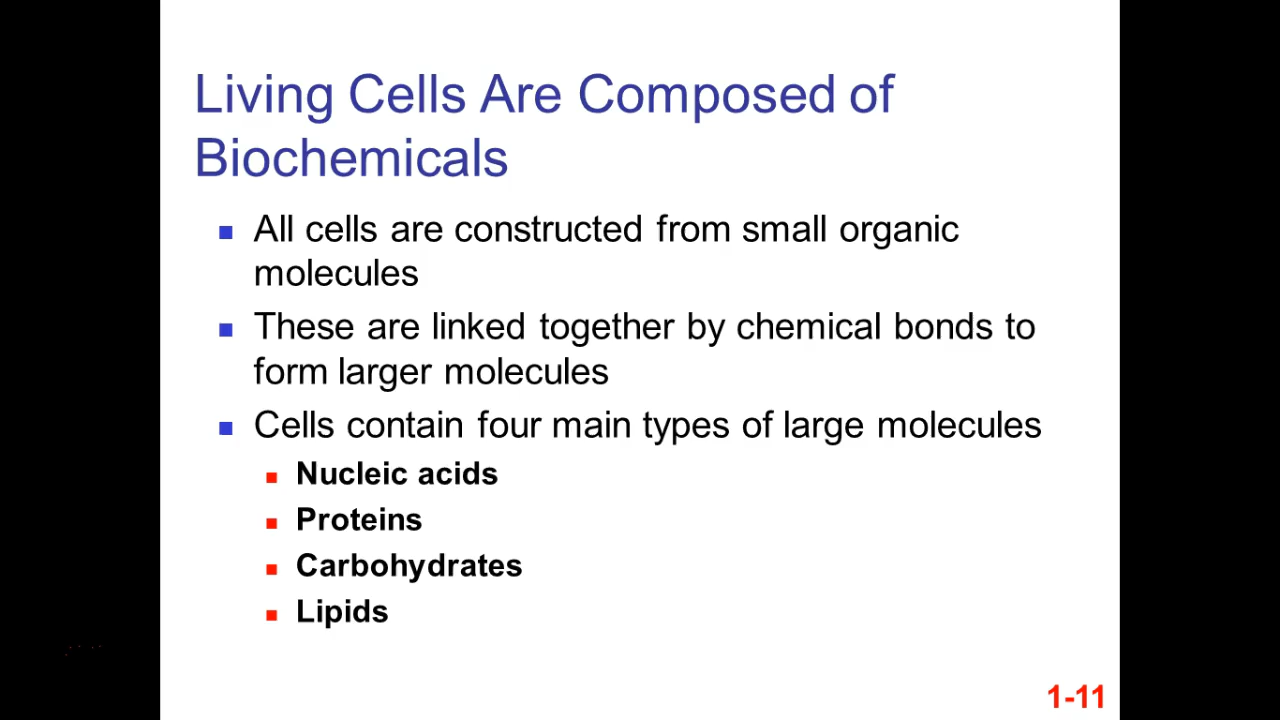 Living Cells Are Composed of
Biochemicals
All cells are constructed from small organic
molecules
These are linked together by chemical bonds to
form larger molecules
Cells contain four main types of large molecules
Nucleic acids
Proteins
Carbohydrates
Lipids
1-11